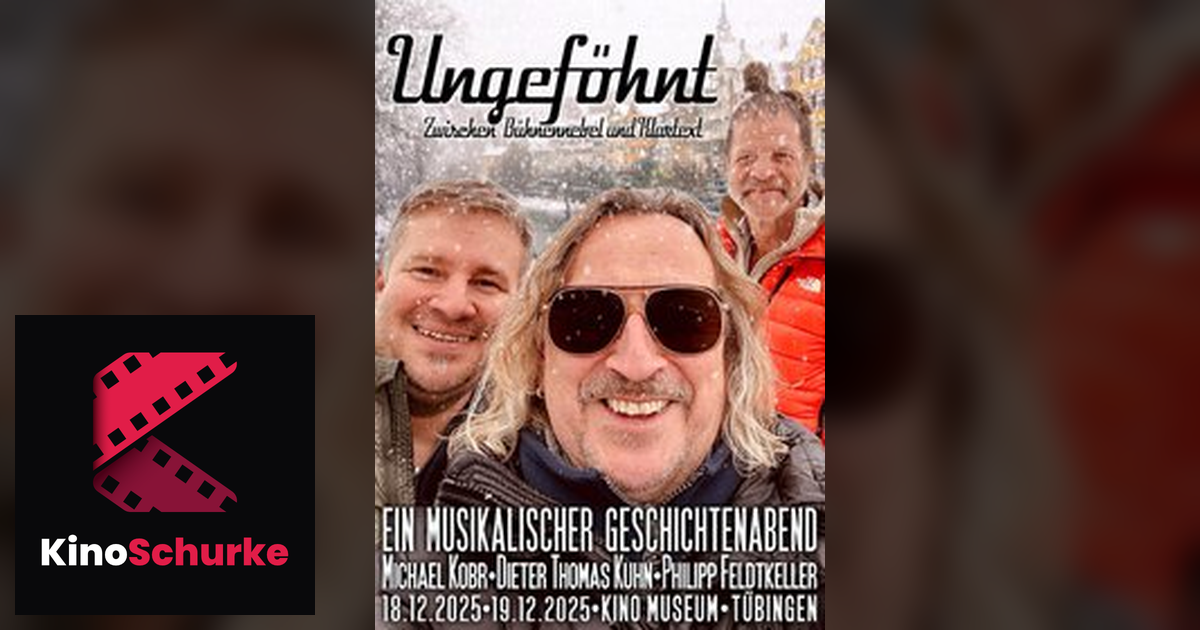 Ungeföhnt
Zwischen Bühnennebel und Klartext
EIN MUSIKALISCHER GESCHICHTENABEND
MICHAEL KOBR•DIETER THOMAS KUHN•PHILIPP FELDTKELLER
18.12.2025•19.12.2025•KINO MUSEUM•TÜBINGEN
KinoSchurke